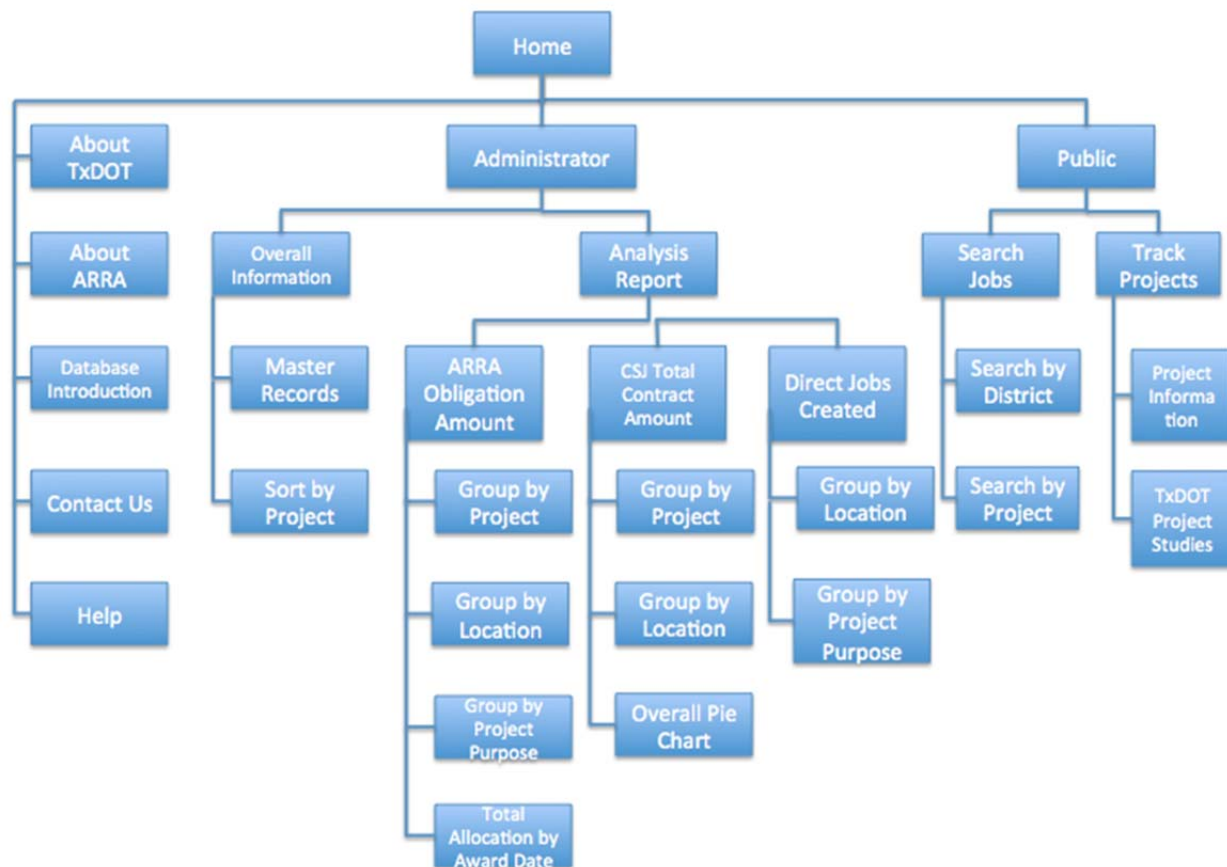 Home
About
TxDOT
Administrator
Public
About
ARRA
Overall
Information
Analysis
Report
Search
Jobs
Track
Projects
Database
Introduction
Master
Records
ARRA
Obligation
Amount
CSJ Total
Contract
Amount
Direct Jobs
Created
Search by
District
Project
Informa
tion
Contact Us
Sort by
Project
Group by
Project
Group by
Project
Group by
Location
Search by
Project
TxDOT
Project
Studies
Help
Group by
Location
Group by
Location
Group by
Project
Purpose
Group by
Project
Purpose
Overall Pie
Chart
Total
Allocation by
Award Date